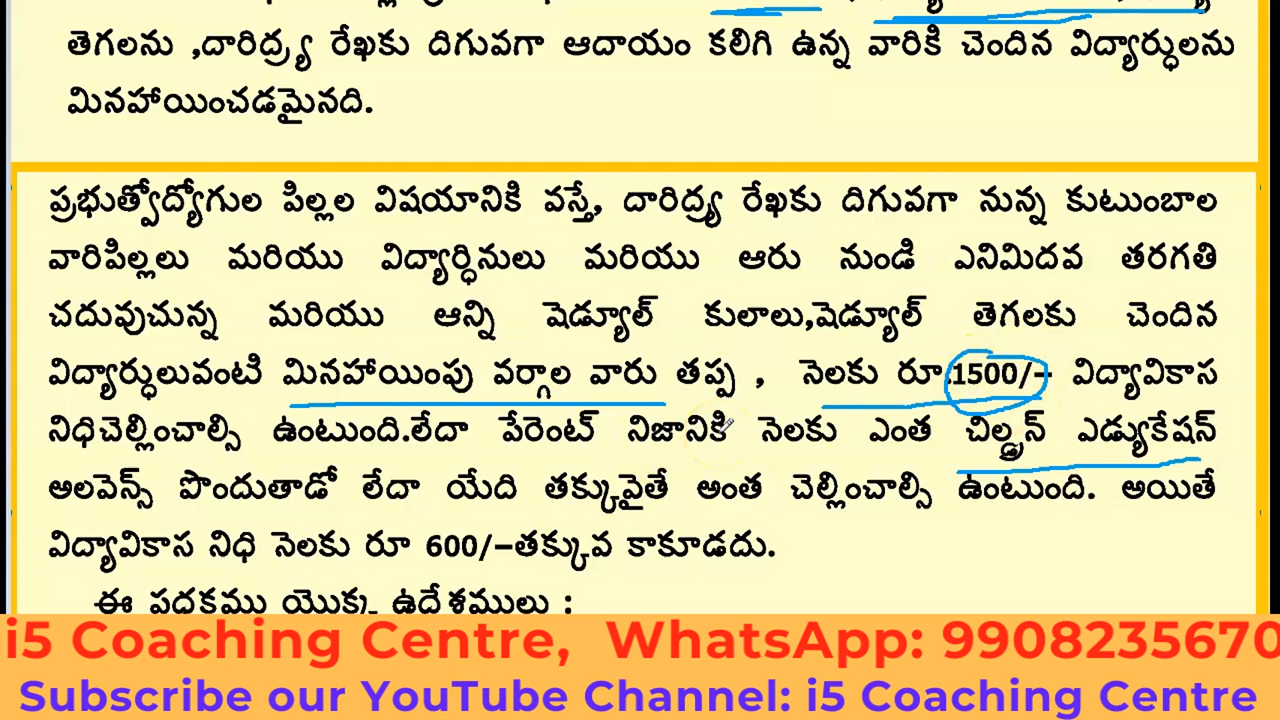 తెగలను ,దారిద్ర్య రేఖకు దిగువగా ఆదాయం కలిగి ఉన్న వారికి చెందిన విద్యార్ధులను
మినహాయించడమైనది.
ప్రభుత్వోద్యోగుల పిల్లల విషయానికి వస్తే, దారిద్ర్య రేఖకు దిగువగా నున్న కుటుంబాల
వారిపిల్లలు మరియు విద్యార్ధినులు మరియు ఆరు నుండి ఎనిమిదవ తరగతి
చదువుచున్న మరియు ఆన్ని షెడ్యూల్ కులాలు,షెడ్యూల్ తెగలకు చెందిన
విద్యార్ధులువంటి మినహాయింపు వర్గాల వారు తప్ప , నెలకు రూ.1500/- విద్యావికాస
నిధిచెల్లించాల్సి ఉంటుంది.లేదా పేరెంట్ నిజానికి నెలకు ఎంత చిల్డ్రన్ ఎడ్యుకేషన్
అలవెన్స్ పొందుతాడో లేదా యేది తక్కువైతే అంత చెల్లించాల్సి ఉంటుంది. అయితే
విద్యావికాస నిధి నెలకు రూ 600/-తక్కువ కాకూడదు.
ఈ పధకము యొక్క ఉద్దేశములు :
i5 Coaching Centre, WhatsApp: 9908235670
Subscribe our YouTube Channel: i5 Coaching Centre